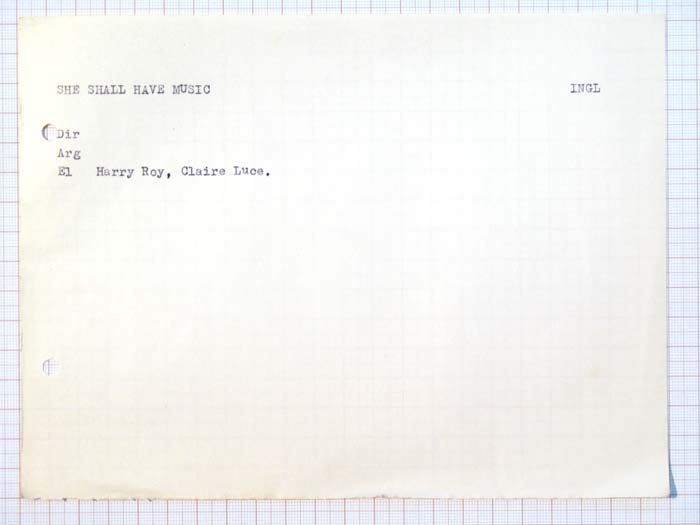 SHE SHALL HAVE MUSIC INGL
Dir
Arg
El Harry Roy, Claire Luce.